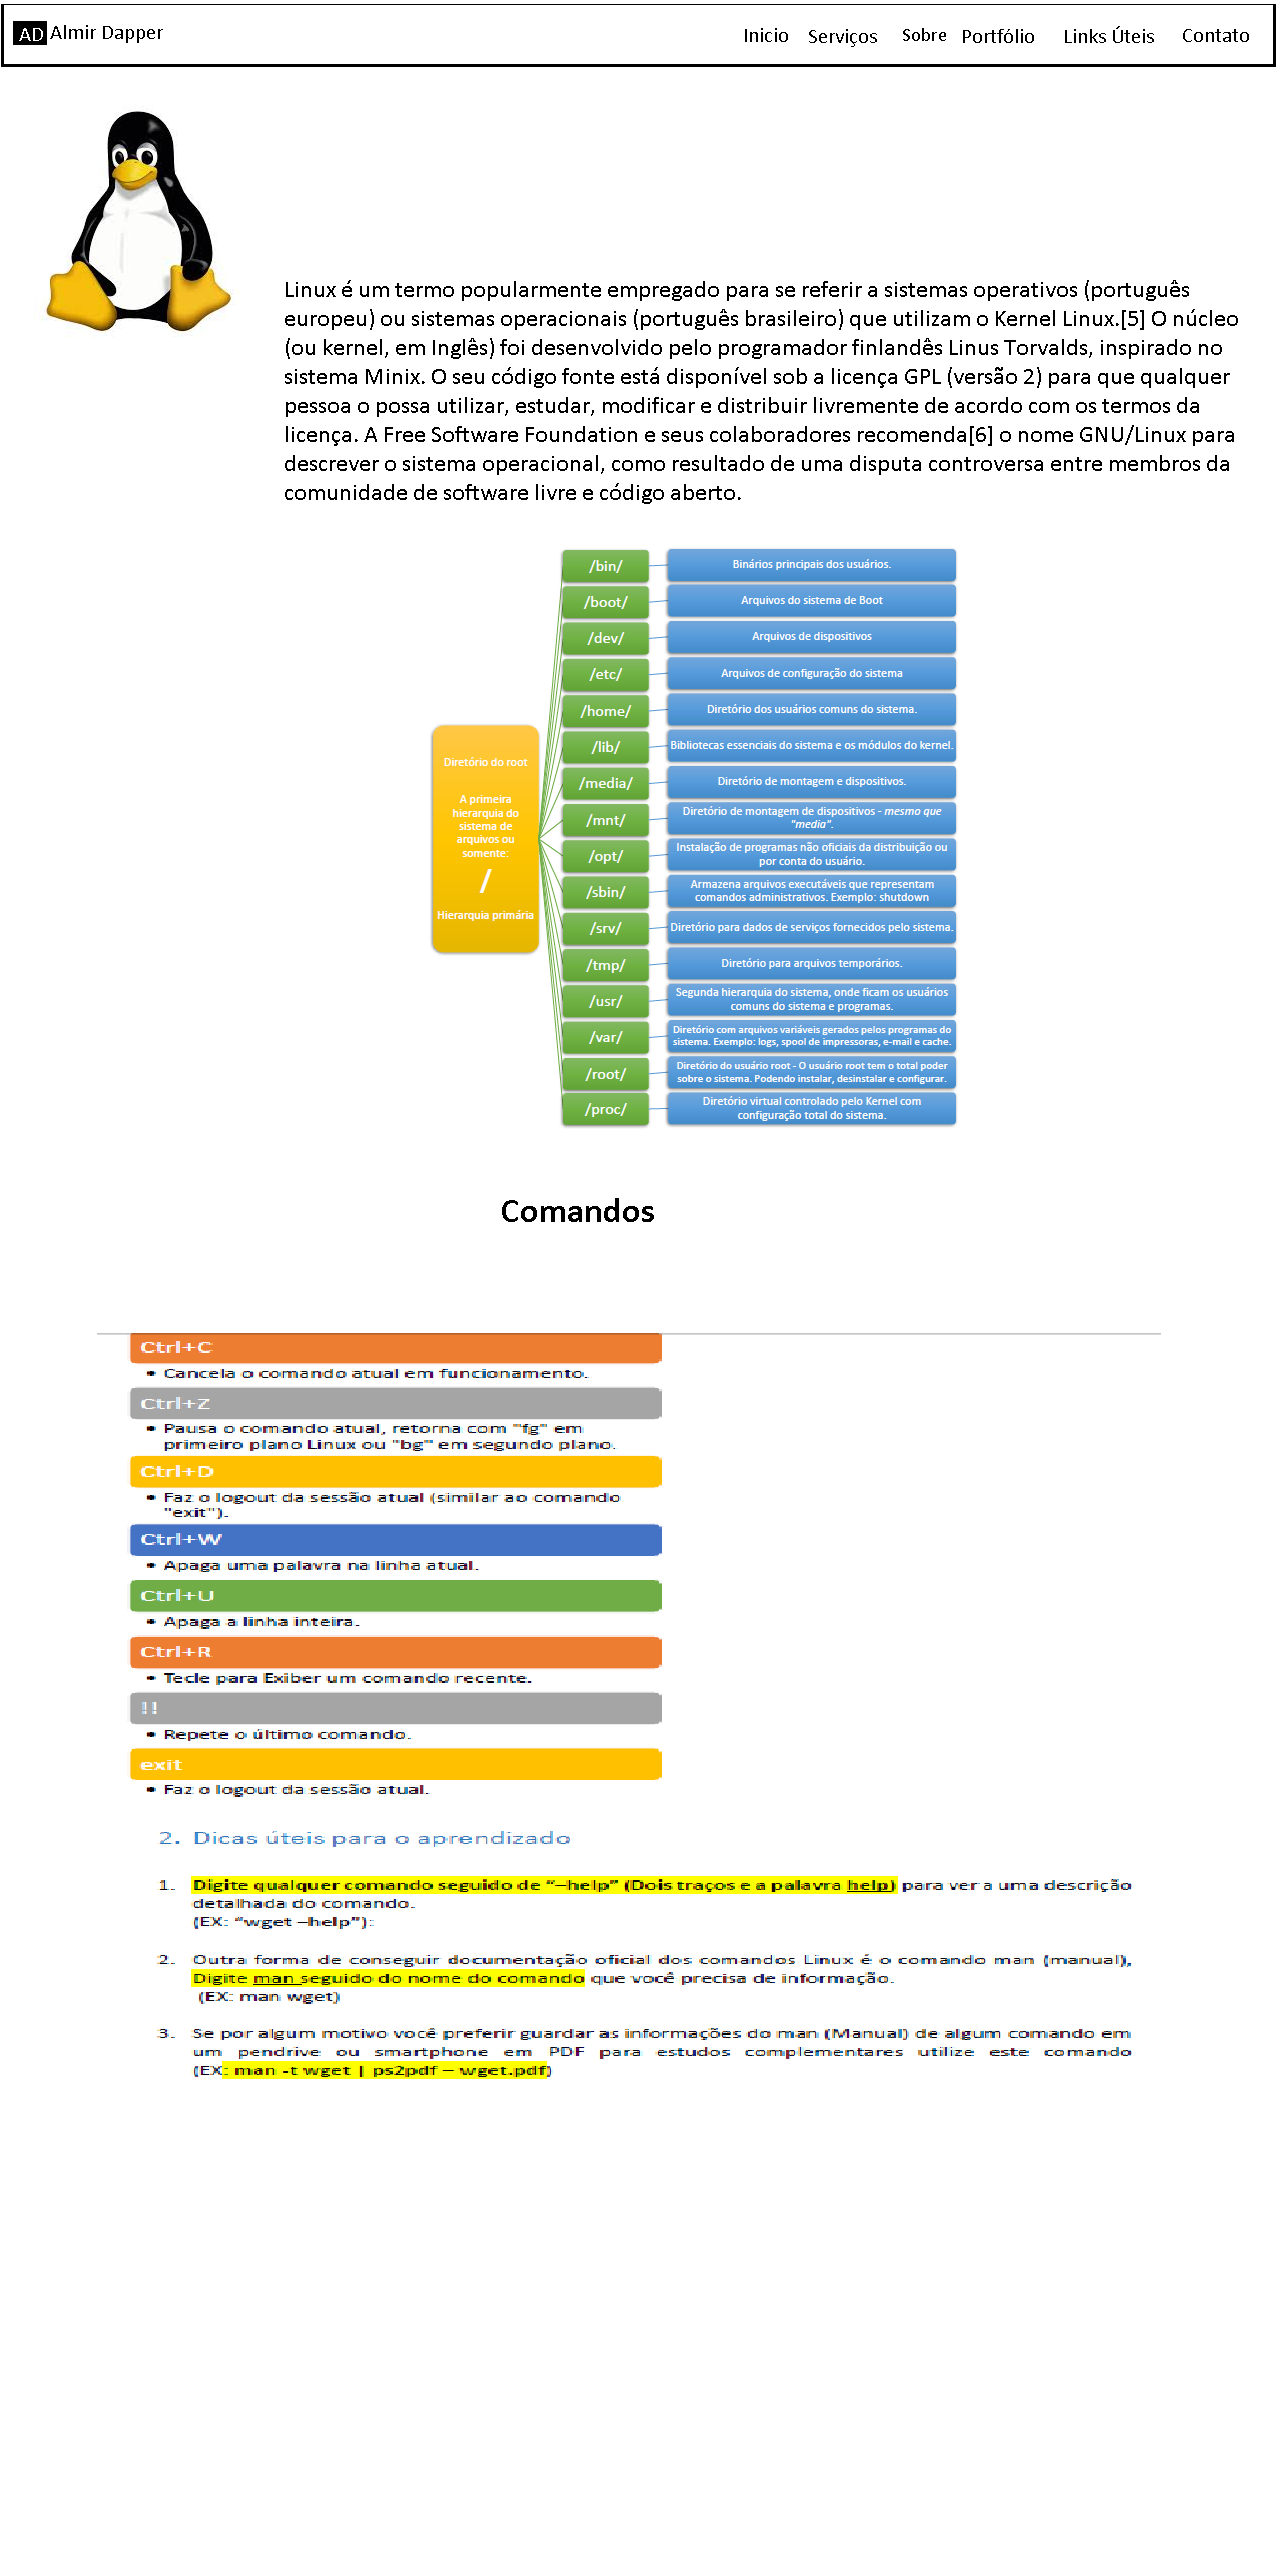 AD Almir Dapper
Inicio Serviços Sobre Portfólio Links Úteis Contato
Linux é um termo popularmente empregado para se referir a sistemas operativos (português
europeu) ou sistemas operacionais (português brasileiro) que utilizam o Kernel Linux.[5] O núcleo
(ou kernel, em Inglês) foi desenvolvido pelo programador finlandês Linus Torvalds, inspirado no
sistema Minix. O seu código fonte está disponível sob a licença GPL (versão 2) para que qualquer
pessoa o possa utilizar, estudar, modificar e distribuir livremente de acordo com os termos da
licença. A Free Software Foundation e seus colaboradores recomenda[6] o nome GNU/Linux para
descrever o sistema operacional, como resultado de uma disputa controversa entre membros da
comunidade de software livre e código aberto.
Diretório do root
A primeira
hierarquia do
sistema de
arquivos ou
somente:
/
Hierarquia primária
/bin/
Binários principais dos usuários.
/boot/
Arquivos do sistema de Boot
/dev/
Arquivos de dispositivos
/etc/
Arquivos de configuração do sistema
/home/
Diretório dos usuários comuns do sistema.
/lib/
Bibliotecas essenciais do sistema e os módulos do kernel.
/media/
Diretório de montagem e dispositivos.
/mnt/
Diretório de montagem de dispositivos - mesmo que
"media".
/opt/
Instalação de programas não oficiais da distribuição ou
por conta do usuário.
/sbin/
Armazena arquivos executáveis que representam
comandos administrativos. Exemplo: shutdown
/srv/
Diretório para dados de serviços fornecidos pelo sistema.
/tmp/
Diretório para arquivos temporários.
/usr/
Segunda hierarquia do sistema, onde ficam os usuários
comuns do sistema e programas.
/var/
Diretório com arquivos variáveis gerados pelos programas do
sistema. Exemplo: logs, spool de impressoras, e-mail e cache.
/root/
Diretório do usuário root - O usuário root tem o total poder
sobre o sistema. Podendo instalar, desinstalar e configurar.
/proc/
Diretório virtual controlado pelo Kernel com
configuração total do sistema.
Comandos
Ctrl+C
• Cancela o comando atual em funcionamento.
Ctrl+Z
• Pausa o comando atual, retorna com "fg" em
primeiro plano Linux ou "bg" em segundo plano.
Ctrl+D
• Faz o logout da sessão atual (similar ao comando
"exit").
Ctrl+W
• Apaga uma palavra na linha atual.
Ctrl+U
• Apaga a linha inteira.
Ctrl+R
• Tecle para Exiber um comando recente.
!!
• Repete o último comando.
exit
• Faz o logout da sessão atual.
2. Dicas úteis para o aprendizado
1. Digite qualquer comando seguido de “–help” (Dois traços e a palavra help) para ver a uma descrição
detalhada do comando.
(EX: “wget –help”):
2. Outra forma de conseguir documentação oficial dos comandos Linux é o comando man (manual),
Digite man seguido do nome do comando que você precisa de informação.
(EX: man wget)
3. Se por algum motivo você preferir guardar as informações do man (Manual) de algum comando em
um pendrive ou smartphone em PDF para estudos complementares utilize este comando
(EX: man -t wget | ps2pdf – wget.pdf)